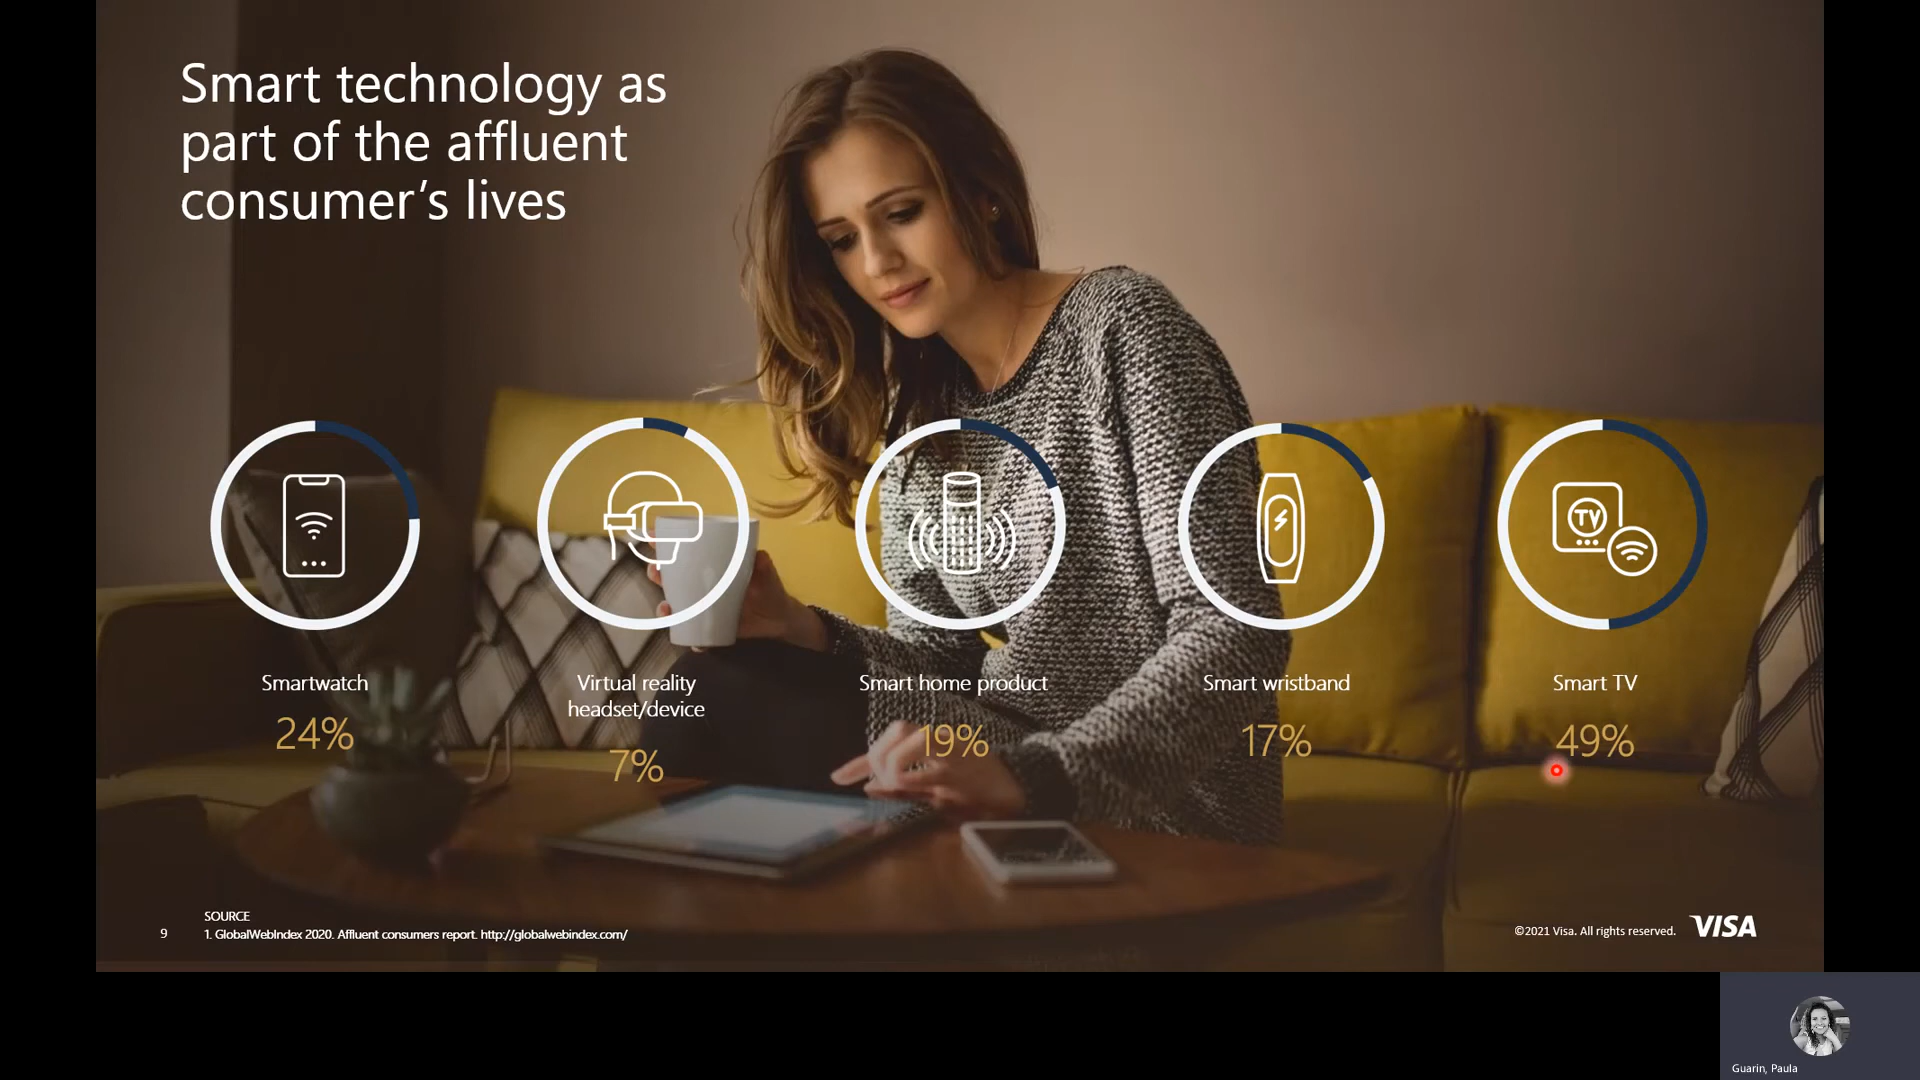 Smart technology as
part of the affluent
consumer’s lives
TV
Smartwatch
24%
Virtual reality
headset/device
7%
Smart home product
19%
Smart wristband
17%
Smart TV
49%
SOURCE
1. GlobalWebIndex 2020. Affluent consumers report. http://globalwebindex.com/
9
©2021 Visa. All rights reserved.
VISA
Guarin, Paula